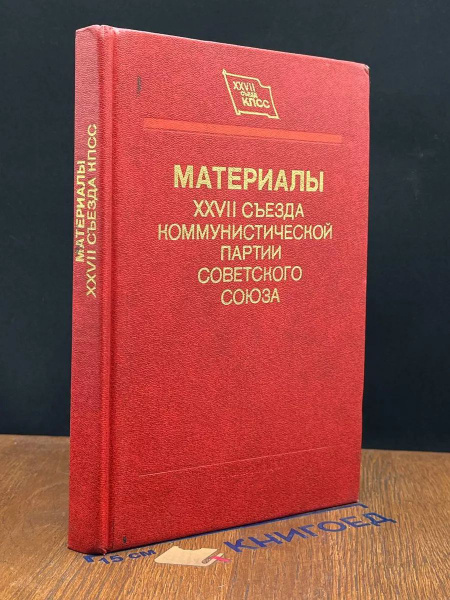 XXVII
СЪЕЗД
КПСС
МАТЕРИАЛЫ
XXVII СЪЕЗДА
КОММУНИСТИЧЕСКОЙ
ПАРТИИ
СОВЕТСКОГО
СОЮЗА
МАТЕРИАЛЫ
XXVII СЪЕЗДА КПСС
15 СМ
КНИГОЕД